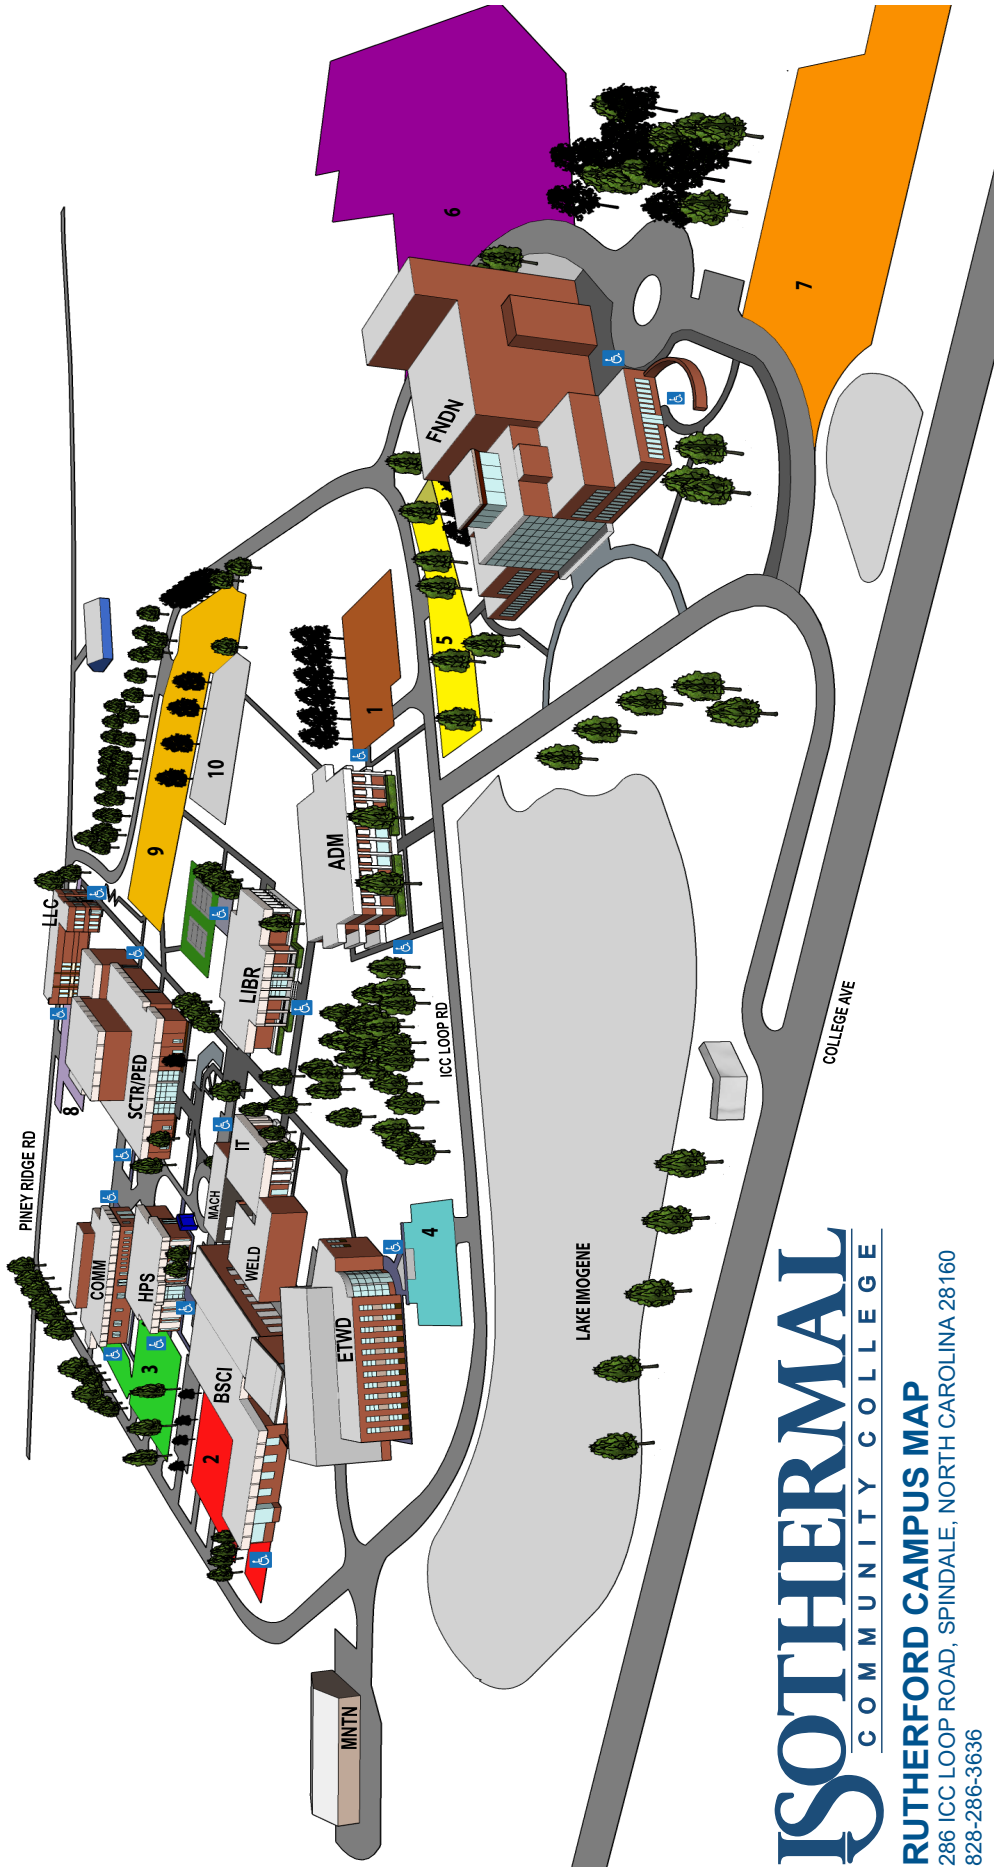 PINEY RIDGE RD
8
LLC
9
10
COMM
HPS
SCTR/PED
LIBR
ADM
1
5
FNDN
6
7
3
2
BSCI
MACH
IT
WELD
ETWD
4
MNTN
ICC LOOP RD
LAKE IMOGENE
COLLEGE AVE
ISOTHERMAL
COMMUNITY COLLEGE
RUTHERFORD CAMPUS MAP
286 ICC LOOP ROAD, SPINDALE, NORTH CAROLINA 28160
828-286-3636